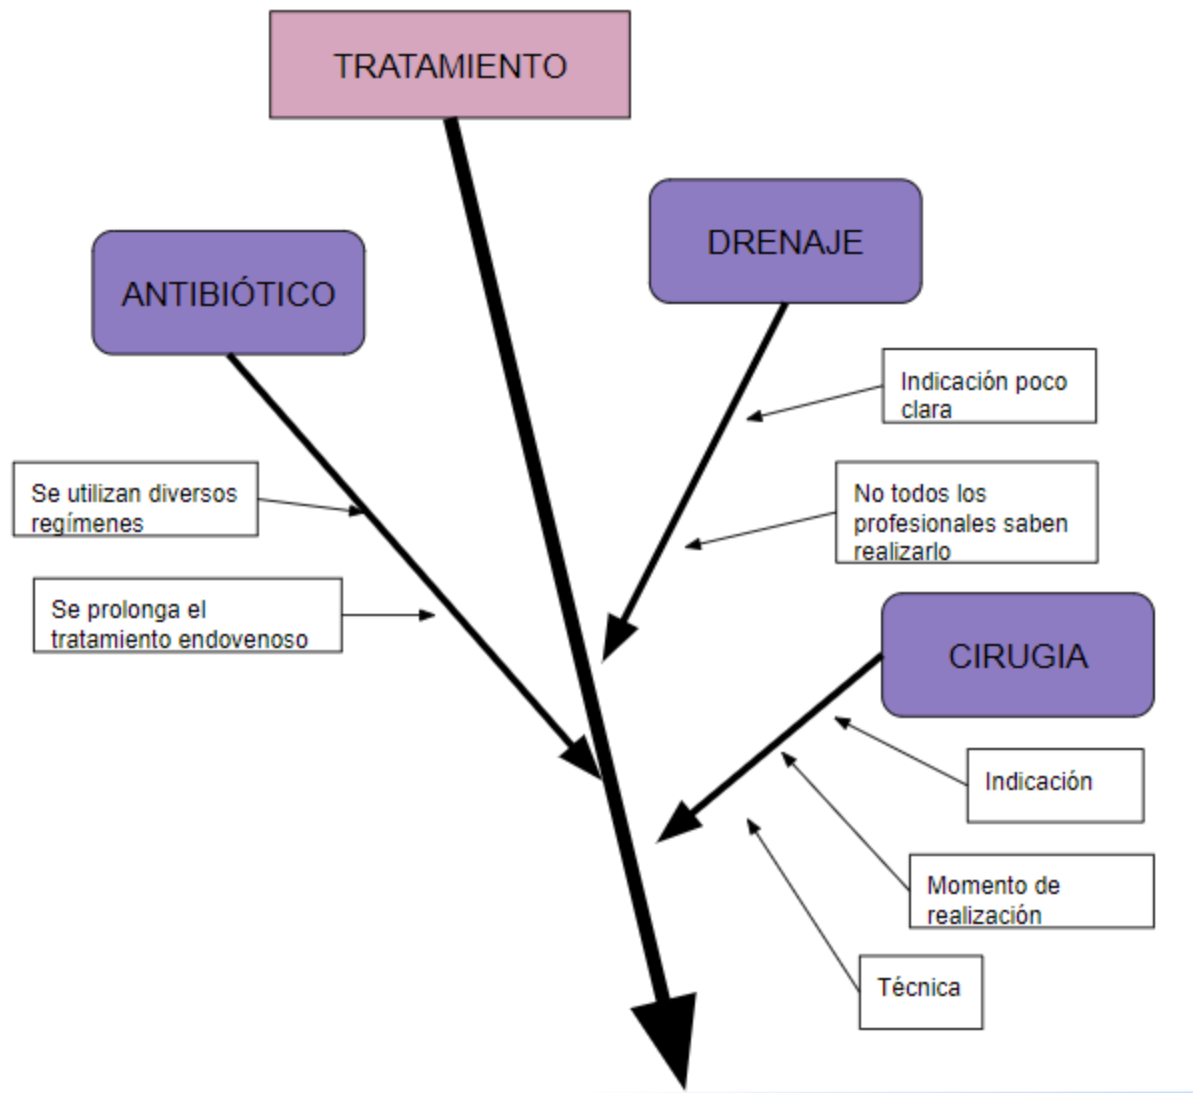 TRATAMIENTO
DRENAJE
ANTIBIÓTICO
Indicación poco
clara
Se utilizan diversos
regímenes
No todos los
profesionales saben
realizarlo
Se prolonga el
tratamiento endovenoso
CIRUGIA
Indicación
Momento de
realización
Técnica